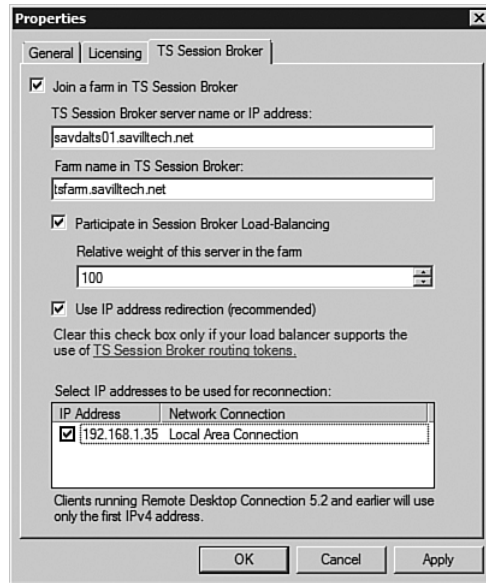 Properties
General Licensing TS Session Broker
Join a farm in TS Session Broker
TS Session Broker server name or IP address:
savdalts01.savilltech.net
Farm name in TS Session Broker:
tsfarm.savilltech.net
Participate in Session Broker Load-Balancing
Relative weight of this server in the farm
100
Use IP address redirection (recommended)
Clear this check box only if your load balancer supports the
use of TS Session Broker routing tokens.
Select IP addresses to be used for reconnection:
IP Address Network Connection
192.168.1.35 Local Area Connection
Clients running Remote Desktop Connection 5.2 and earlier will use
only the first IPv4 address.
OK Cancel Apply